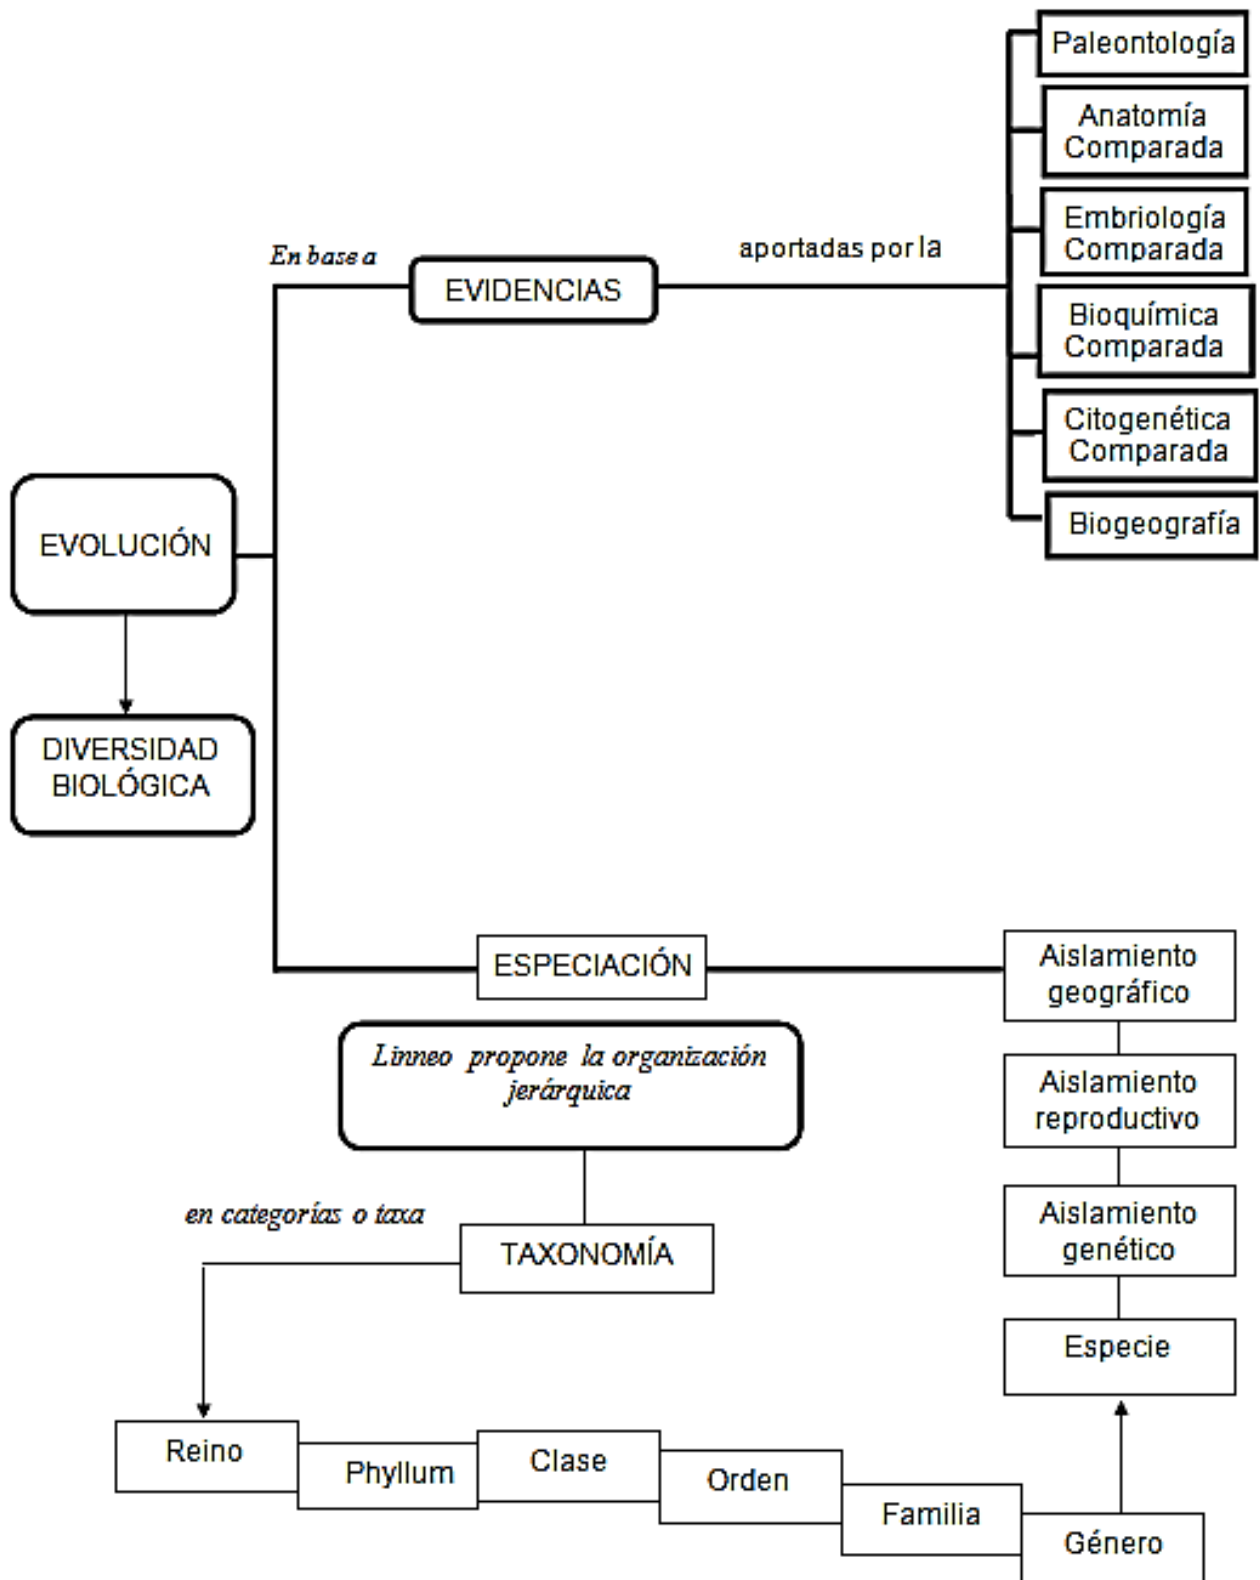 Paleontología
Anatomía
Comparada
Embriología
Comparada
En base a
EVIDENCIAS
aportadas por la
Bioquímica
Comparada
Citogenética
Comparada
Biogeografía
EVOLUCIÓN
DIVERSIDAD
BIOLÓGICA
ESPECIACIÓN
Aislamiento
geográfico
Linneo propone la organización
jerárquica
Aislamiento
reproductivo
en categorías o taxa
TAXONOMÍA
Aislamiento
genético
Especie
Reino
Phyllum
Clase
Orden
Familia
Género